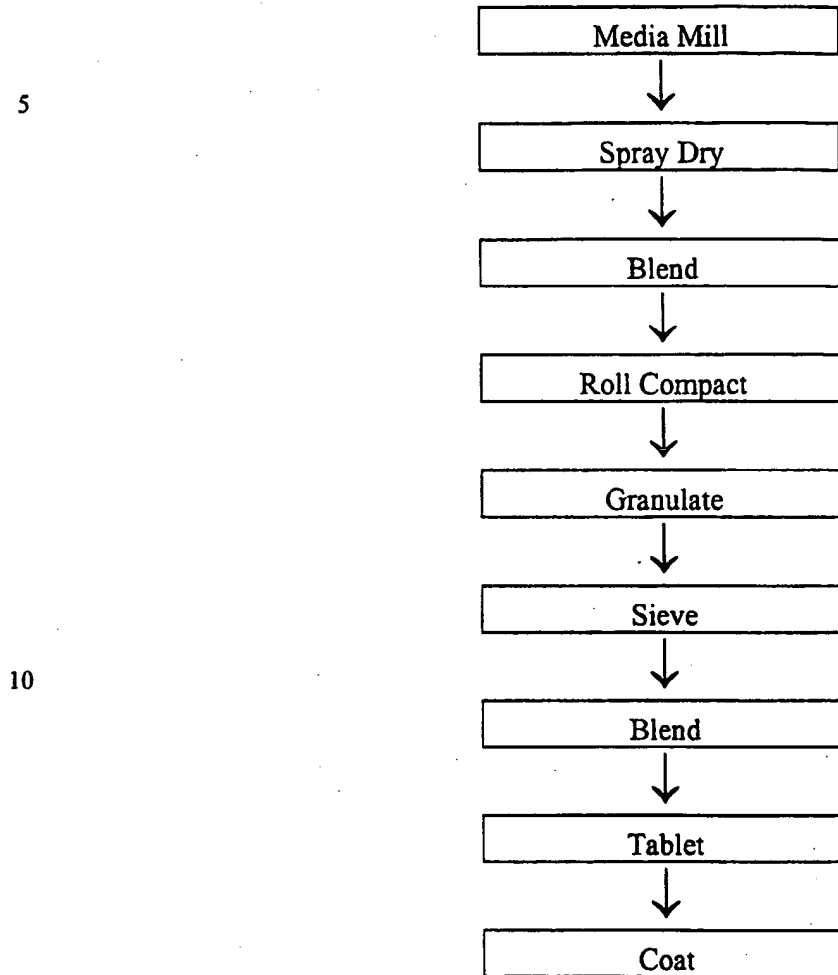 Media Mill
5
Spray Dry
Blend
Roll Compact
Granulate
Sieve
10
Blend
Tablet
Coat